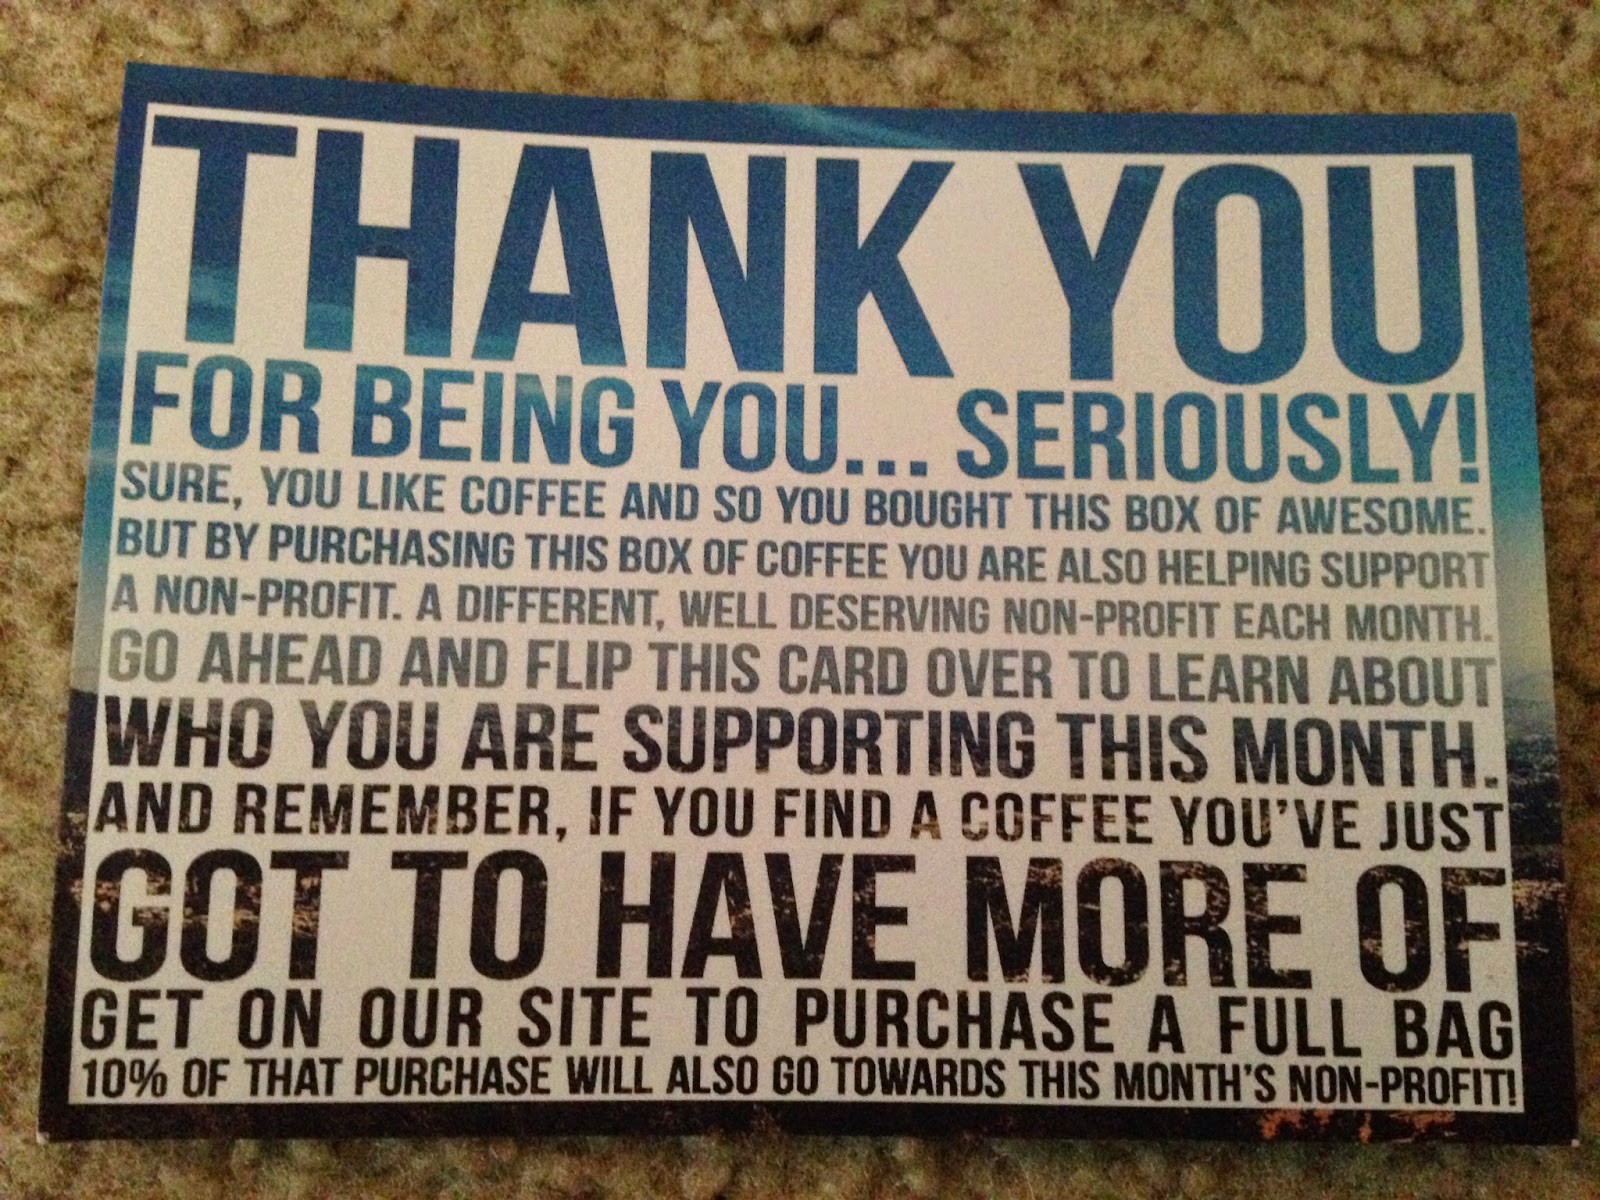 THANK YOU
FOR BEING YOU... SERIOUSLY!
SURE, YOU LIKE COFFEE AND SO YOU BOUGHT THIS BOX OF AWESOME.
BUT BY PURCHASING THIS BOX OF COFFEE YOU ARE ALSO HELPING SUPPORT
A NON-PROFIT. A DIFFERENT, WELL DESERVING NON-PROFIT EACH MONTH.
GO AHEAD AND FLIP THIS CARD OVER TO LEARN ABOUT
WHO YOU ARE SUPPORTING THIS MONTH.
AND REMEMBER, IF YOU FIND A COFFEE YOU'VE JUST
GOT TO HAVE MORE OF
GET ON OUR SITE TO PURCHASE A FULL BAG
10% OF THAT PURCHASE WILL ALSO GO TOWARDS THIS MONTH'S NON-PROFIT!